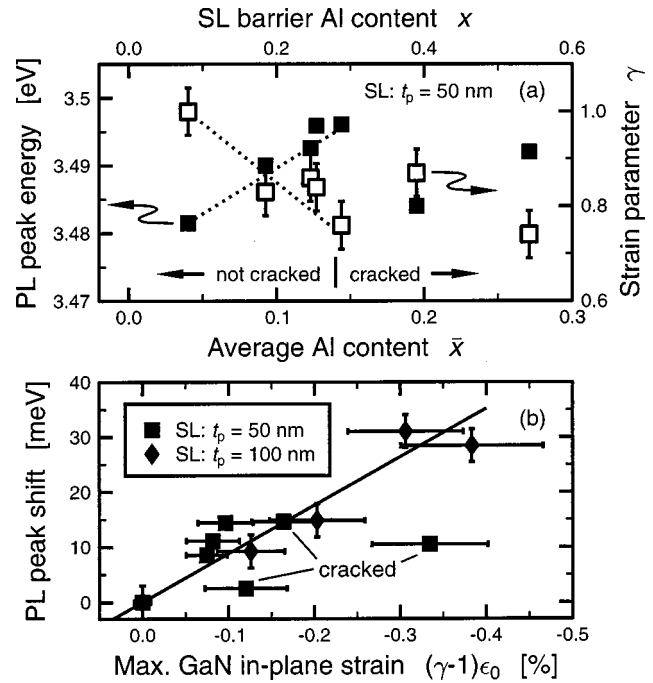 SL barrier Al content x
0.0 0.2 0.4 0.6
SL: tp = 50 nm (a)
3.5
3.49
3.48
3.47
PL peak energy [eV]
1.0
0.8
0.6
Strain parameter γ
not cracked cracked
0.0 0.1 0.2 0.3
Average Al content x̄
40
30
20
10
0
PL peak shift [meV]
(b)
SL: tp = 50 nm
SL: tp = 100 nm
cracked
0.0 -0.1 -0.2 -0.3 -0.4 -0.5
Max. GaN in-plane strain (γ-1)ϵ0 [%]